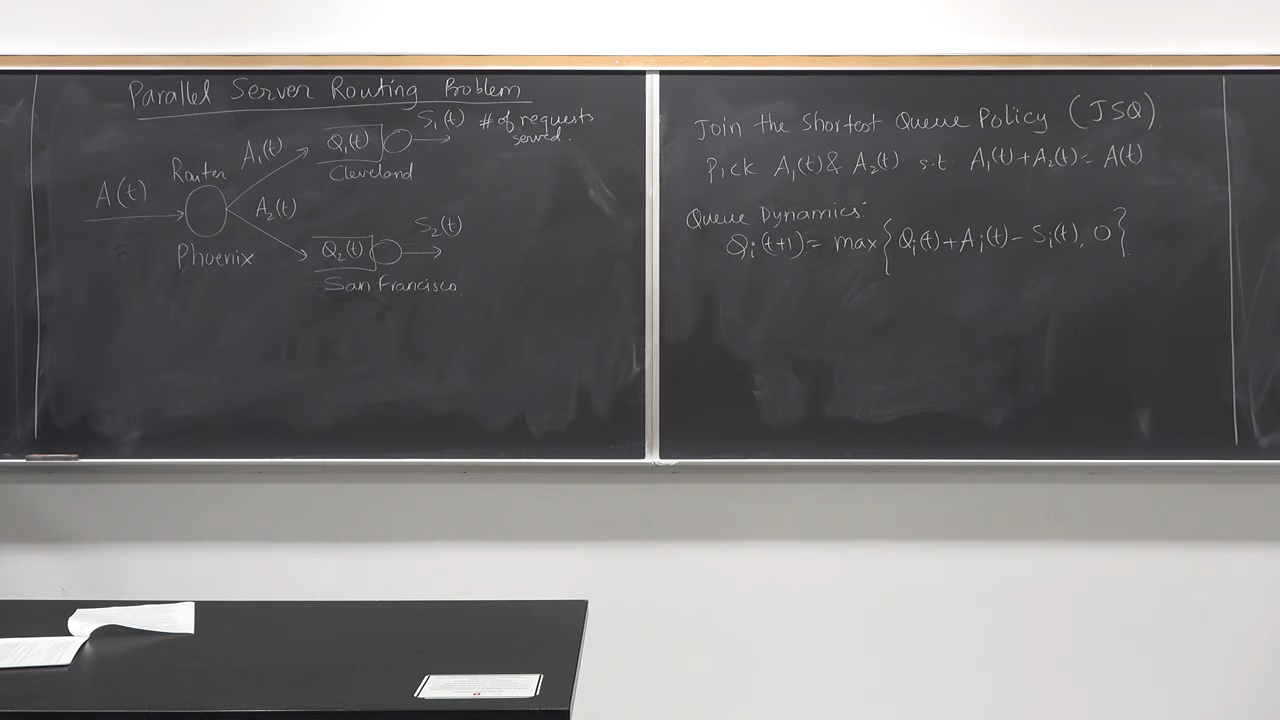 Parallel Server Routing Problem
S₁(t) # of requests
served.
A₁(t)
Q₁(t)
Cleveland
Router
A(t)
A₂(t)
Phoenix
S₂(t)
Q₂(t)
San Francisco.
Join the Shortest Queue Policy (JSQ).
Pick A₁(t) & A₂(t) s.t. A₁(t)+A₂(t)=A(t)
Queue Dynamics:
Qᵢ(t+1)= max{Qᵢ(t)+Aᵢ(t)-Sᵢ(t), 0}